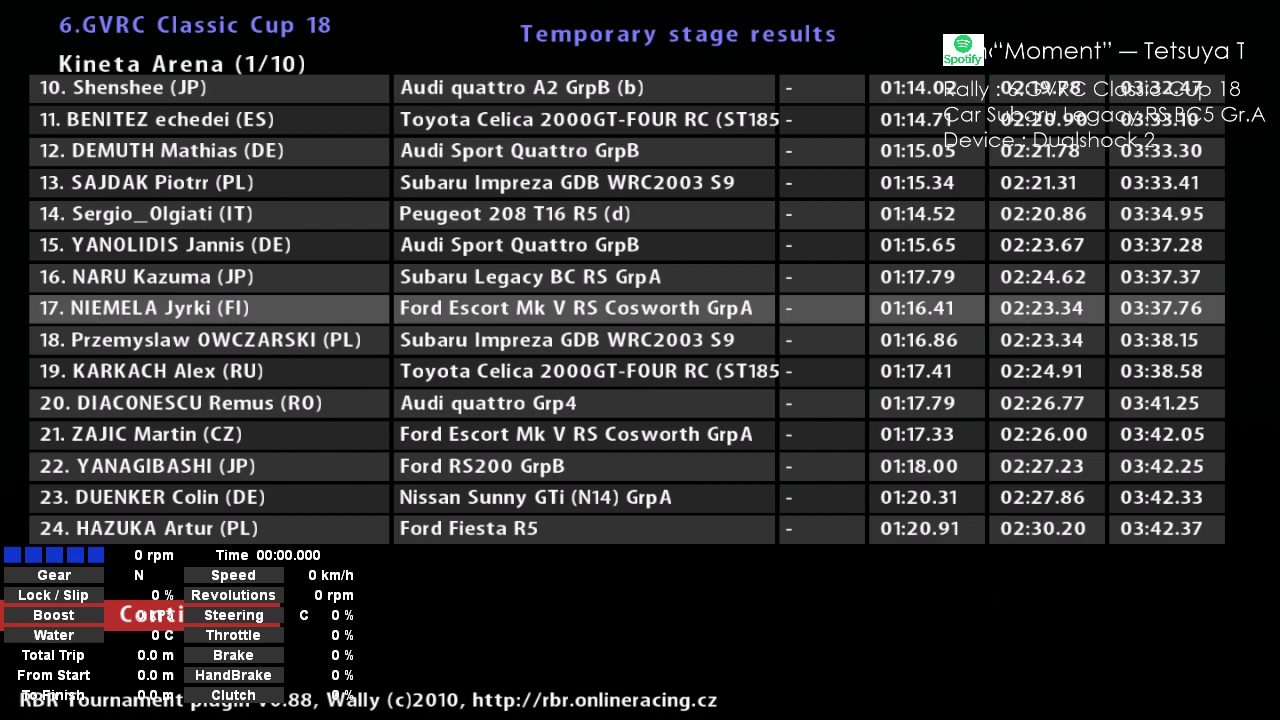 6.GVRC Classic Cup 18
Temporary stage results
Kineta Arena (1/10)
Spotify “Moment” — Tetsuya T
Rally : 6.GVRC Classic Cup 18
Car Subaru Legacy RS BC5 Gr.A
Device : Dualshock 2
10. Shenshee (JP) Audi quattro A2 GrpB (b) - 01:14.02 02:19.78 03:32.47
11. BENITEZ echedei (ES) Toyota Celica 2000GT-FOUR RC (ST185 - 01:14.71 02:20.90 03:33.10
12. DEMUTH Mathias (DE) Audi Sport Quattro GrpB - 01:15.05 02:21.78 03:33.30
13. SAJDAK Piotrr (PL) Subaru Impreza GDB WRC2003 S9 - 01:15.34 02:21.31 03:33.41
14. Sergio_Olgiati (IT) Peugeot 208 T16 R5 (d) - 01:14.52 02:20.86 03:34.95
15. YANOLIDIS Jannis (DE) Audi Sport Quattro GrpB - 01:15.65 02:23.67 03:37.28
16. NARU Kazuma (JP) Subaru Legacy BC RS GrpA - 01:17.79 02:24.62 03:37.37
17. NIEMELA Jyrki (FI) Ford Escort Mk V RS Cosworth GrpA - 01:16.41 02:23.34 03:37.76
18. Przemyslaw OWCZARSKI (PL) Subaru Impreza GDB WRC2003 S9 - 01:16.86 02:23.34 03:38.15
19. KARKACH Alex (RU) Toyota Celica 2000GT-FOUR RC (ST185 - 01:17.41 02:24.91 03:38.58
20. DIACONESCU Remus (RO) Audi quattro Grp4 - 01:17.79 02:26.77 03:41.25
21. ZAJIC Martin (CZ) Ford Escort Mk V RS Cosworth GrpA - 01:17.33 02:26.00 03:42.05
22. YANAGIBASHI (JP) Ford RS200 GrpB - 01:18.00 02:27.23 03:42.25
23. DUENKER Colin (DE) Nissan Sunny GTi (N14) GrpA - 01:20.31 02:27.86 03:42.33
24. HAZUKA Artur (PL) Ford Fiesta R5 - 01:20.91 02:30.20 03:42.37
0 rpm Time 00:00.000
Gear N Speed 0 km/h
Lock / Slip 0 % Revolutions 0 rpm
Boost Steering C 0 %
Water 0 C Throttle 0 %
Total Trip 0.0 m Brake 0 %
From Start 0.0 m HandBrake 0 %
To Finish 0.0 m Clutch 0 %
RBR Tournament plugin v0.88, Wally (c)2010, http://rbr.onlineracing.cz